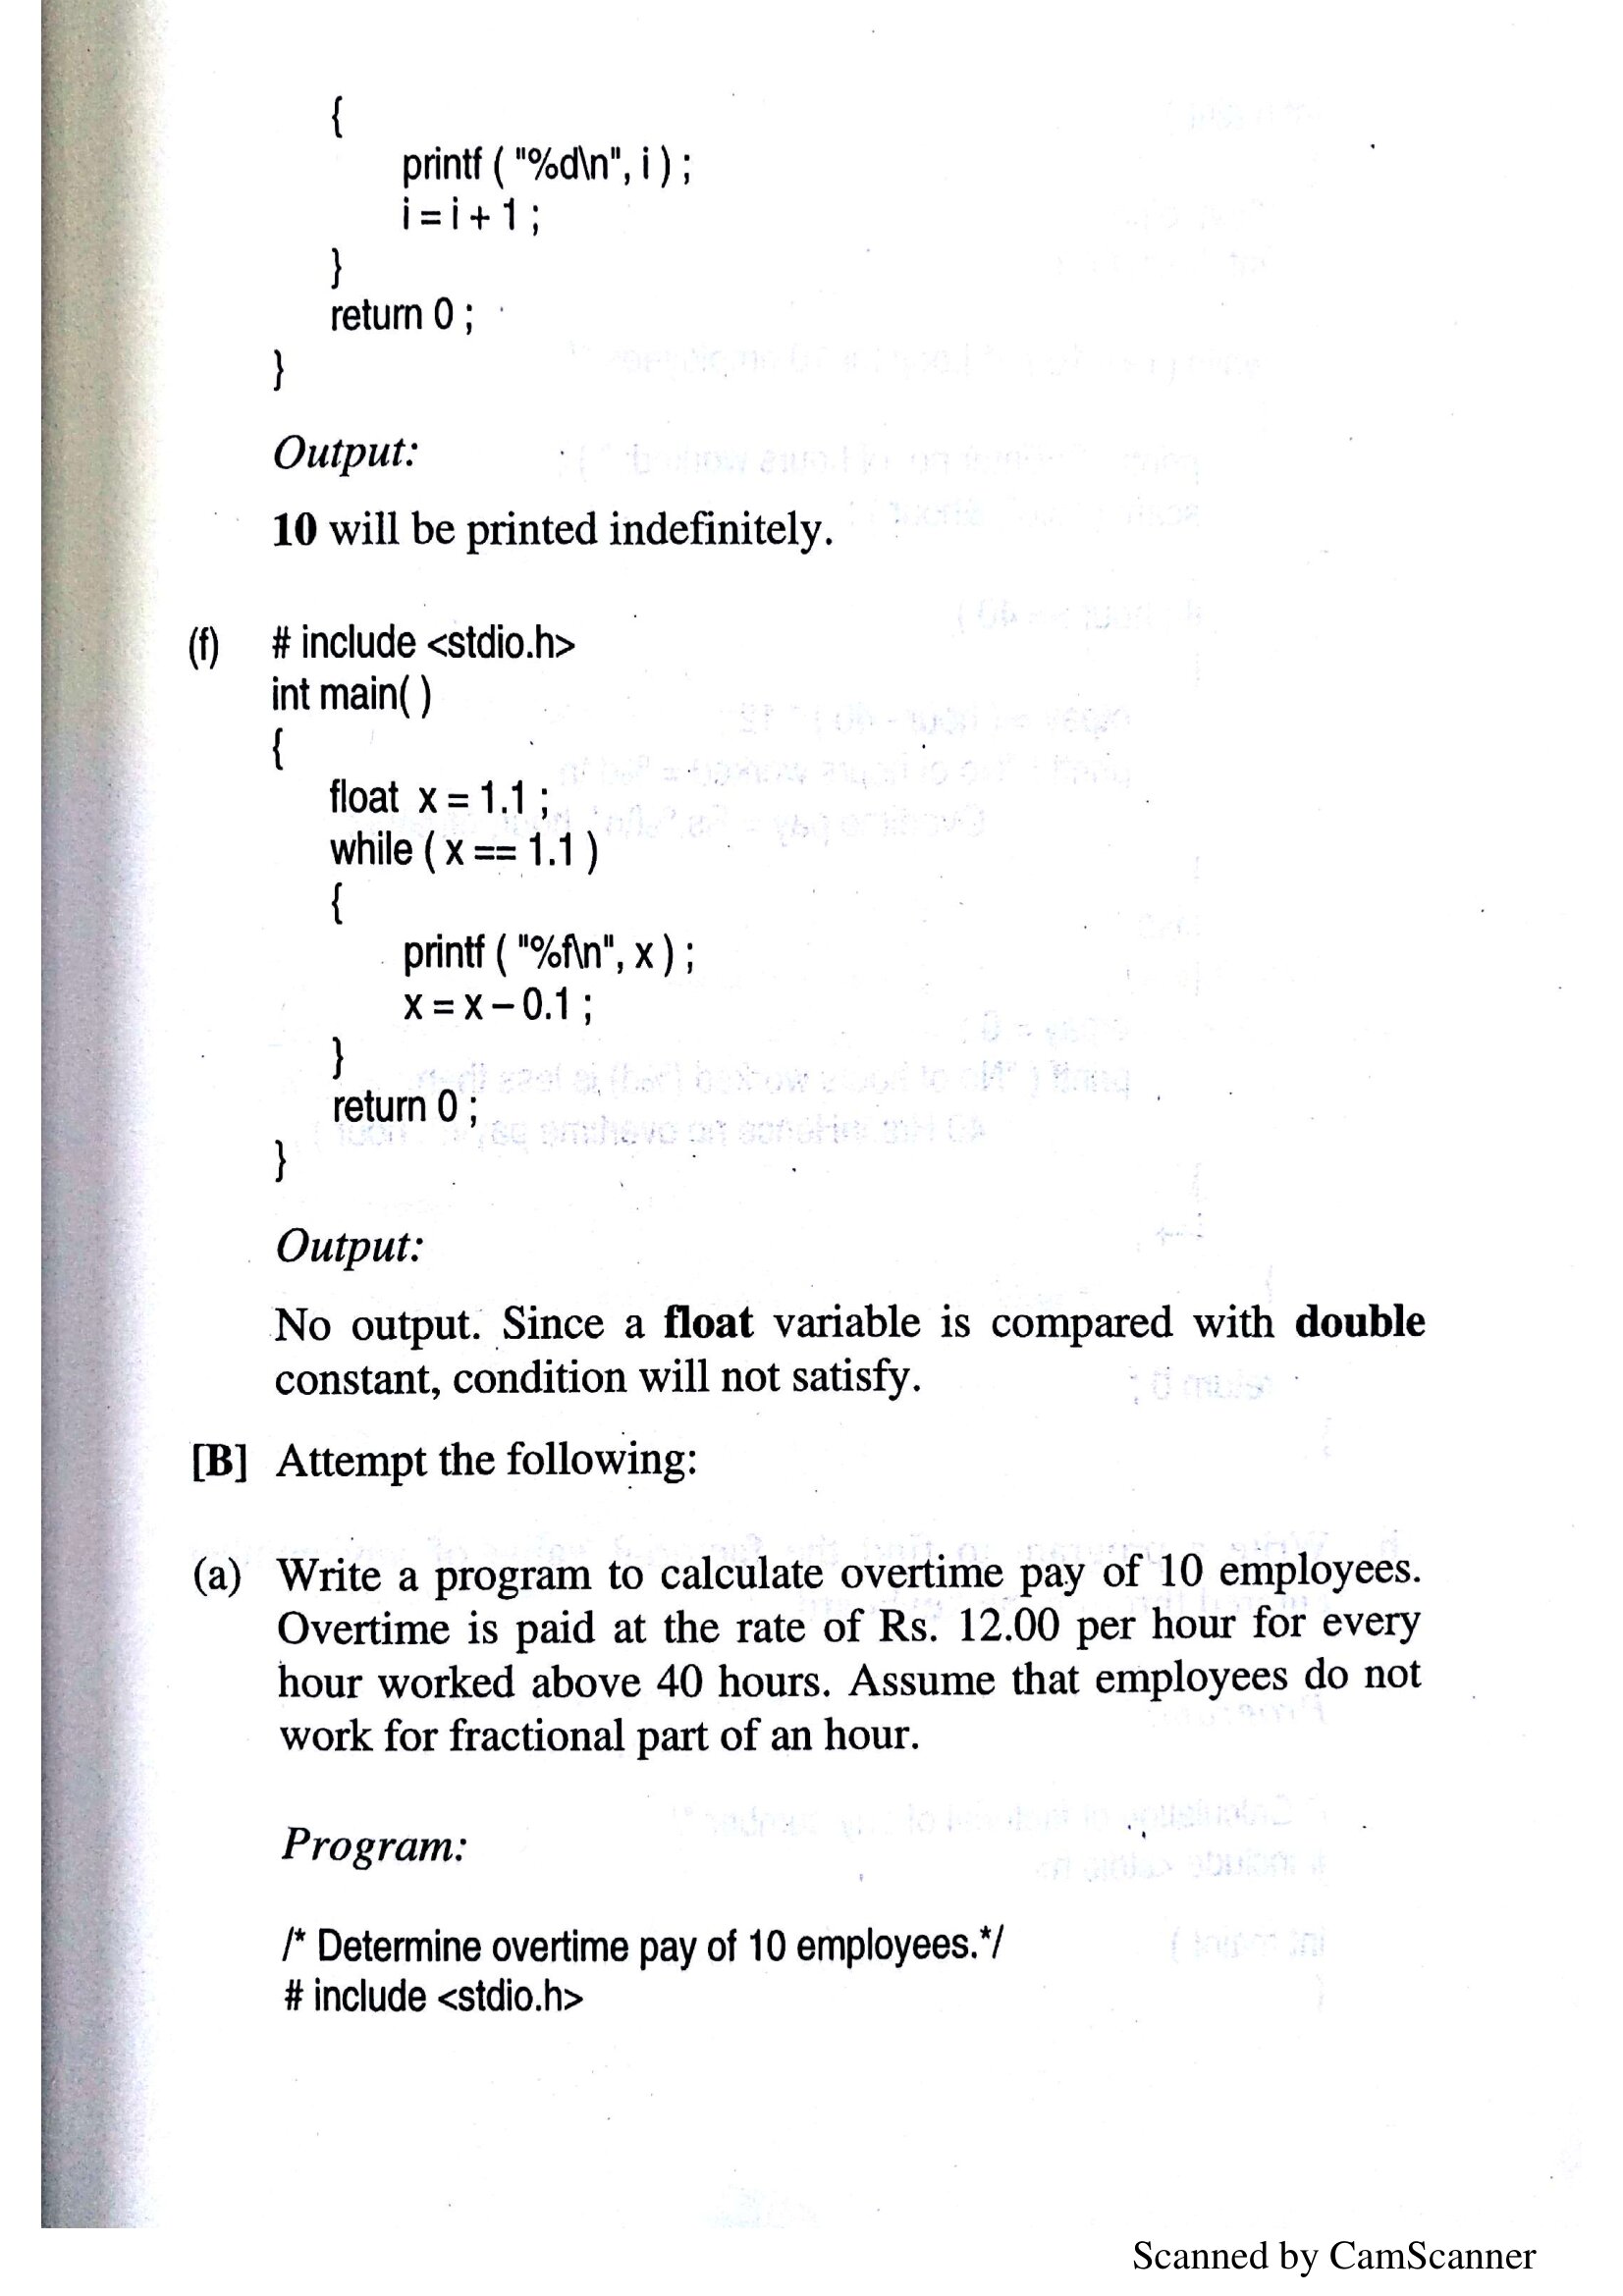 {
printf ( "%d\n", i ) ;
i = i + 1 ;
}
return 0 ;
}
Output:
10 will be printed indefinitely.
(f) # include <stdio.h>
int main( )
{
float x = 1.1 ;
while ( x == 1.1 )
{
printf ( "%f\n", x ) ;
x = x – 0.1 ;
}
return 0 ;
}
Output:
No output. Since a float variable is compared with double
constant, condition will not satisfy.
[B] Attempt the following:
(a) Write a program to calculate overtime pay of 10 employees.
Overtime is paid at the rate of Rs. 12.00 per hour for every
hour worked above 40 hours. Assume that employees do not
work for fractional part of an hour.
Program:
/* Determine overtime pay of 10 employees.*/
# include <stdio.h>
Scanned by CamScanner